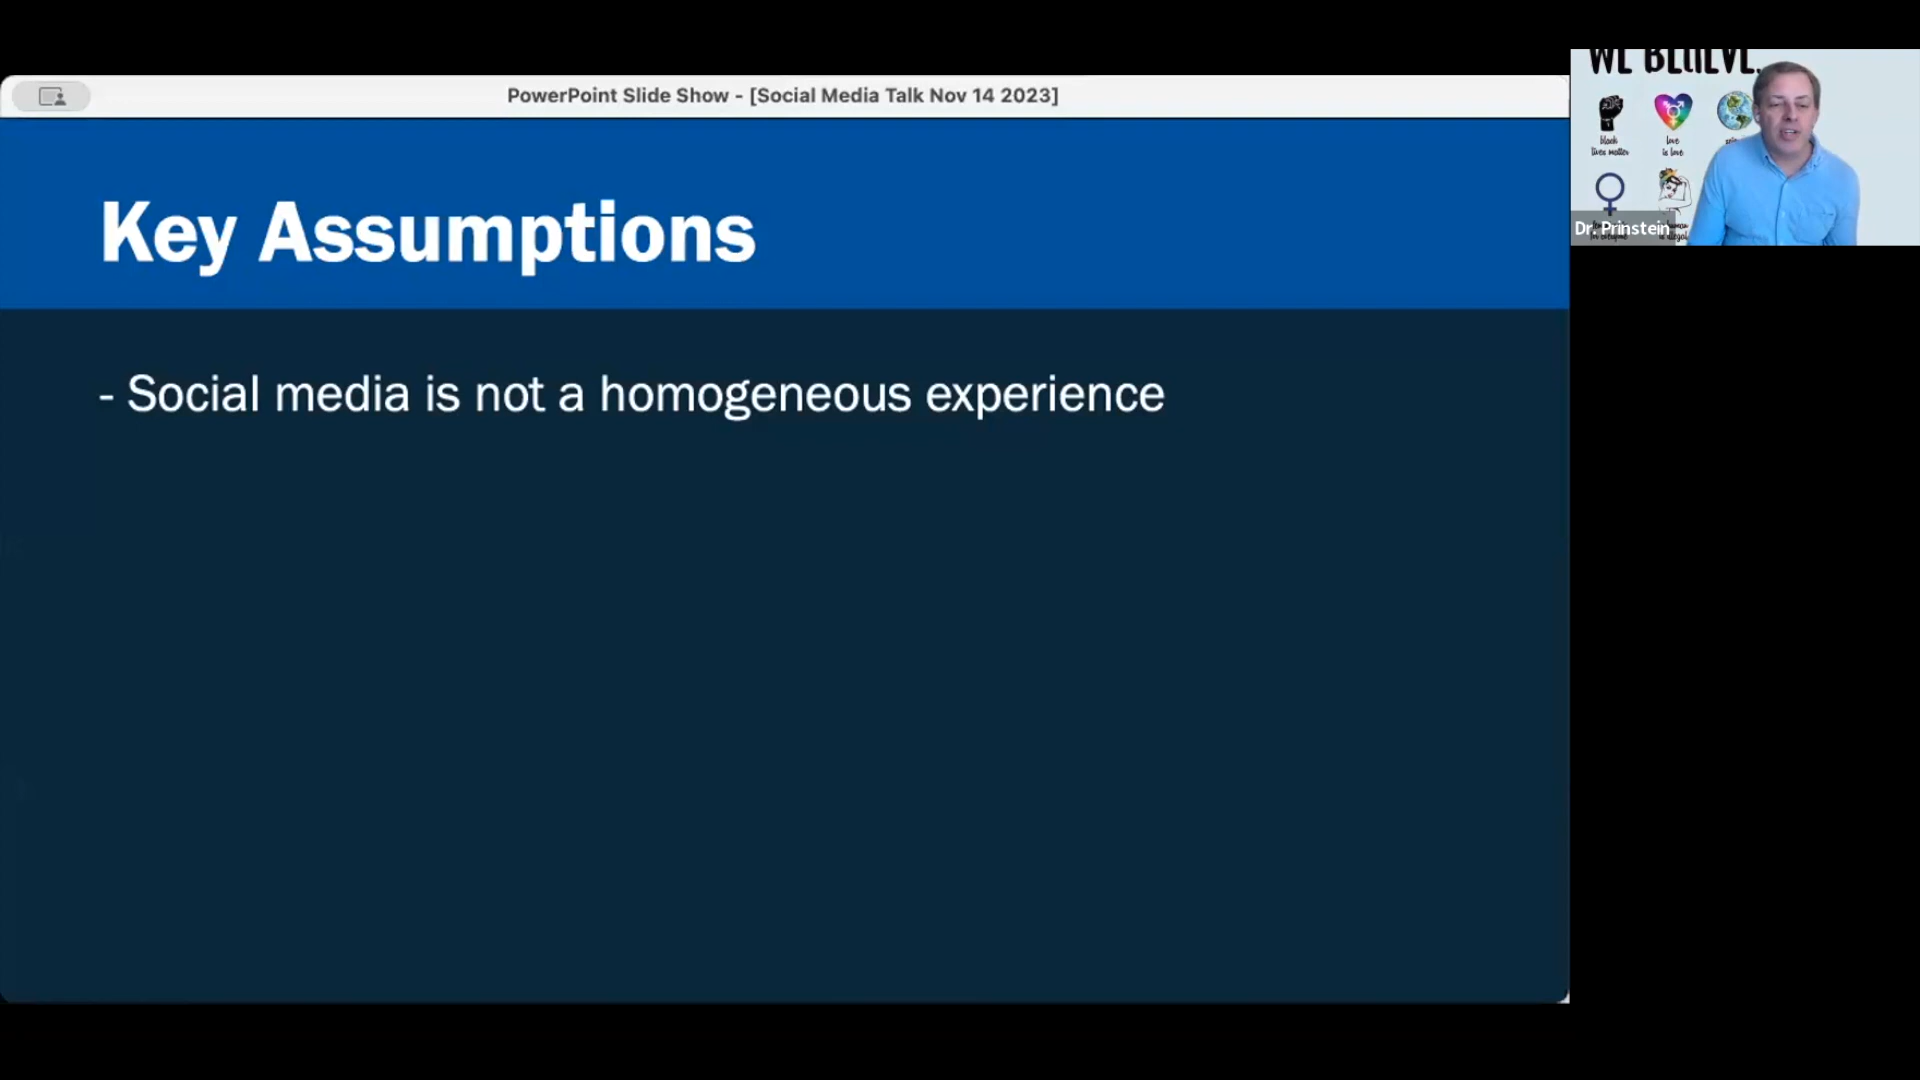 PowerPoint Slide Show - [Social Media Talk Nov 14 2023]
Key Assumptions
- Social media is not a homogeneous experience
WE BELIEVE
black
lives matter
love
is love
Dr. Prinstein